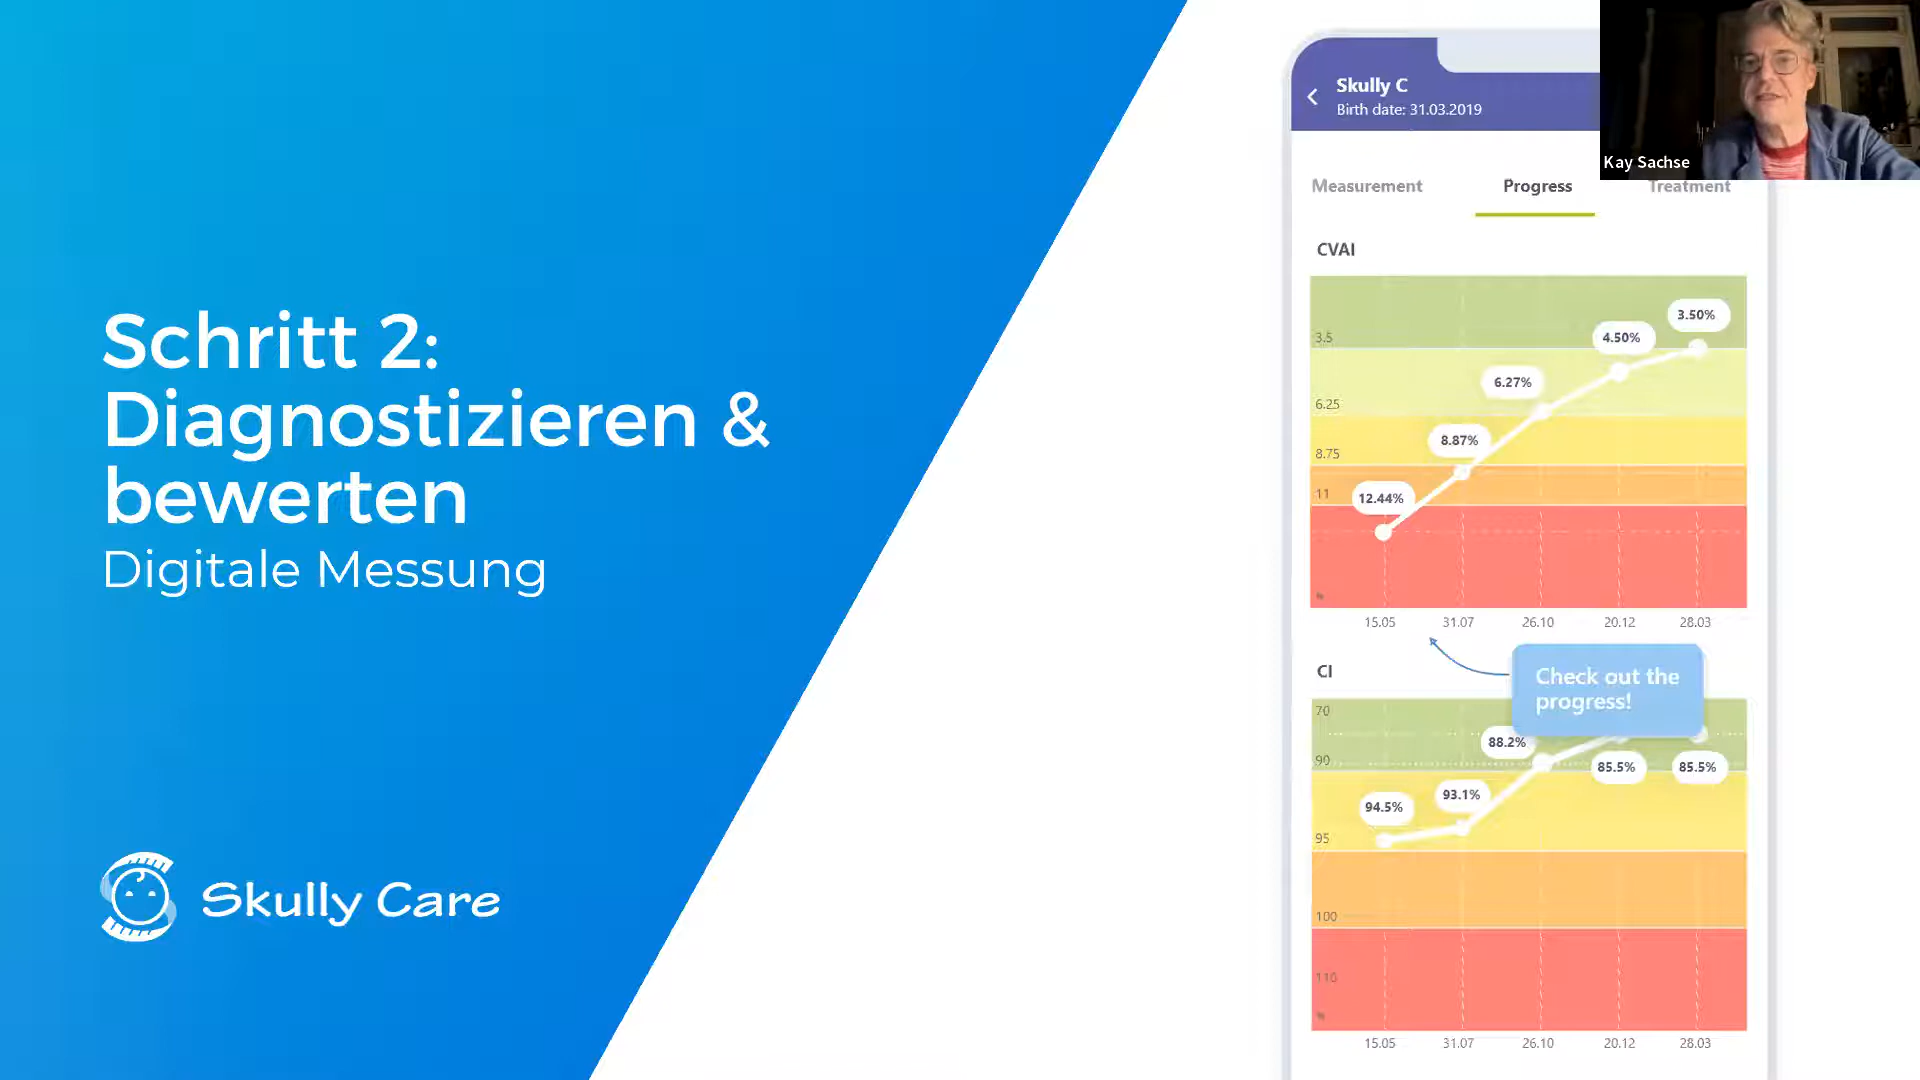 Schritt 2:
Diagnostizieren &
bewerten
Digitale Messung
Skully Care
Skully C
Birth date: 31.03.2019
Kay Sachse
Measurement
Progress
Treatment
CVAI
3.5
6.25
8.75
11
%
12.44%
8.87%
6.27%
4.50%
3.50%
15.05
31.07
26.10
20.12
28.03
Check out the
progress!
CI
70
90
95
100
110
%
94.5%
93.1%
88.2%
85.5%
85.5%
15.05
31.07
26.10
20.12
28.03